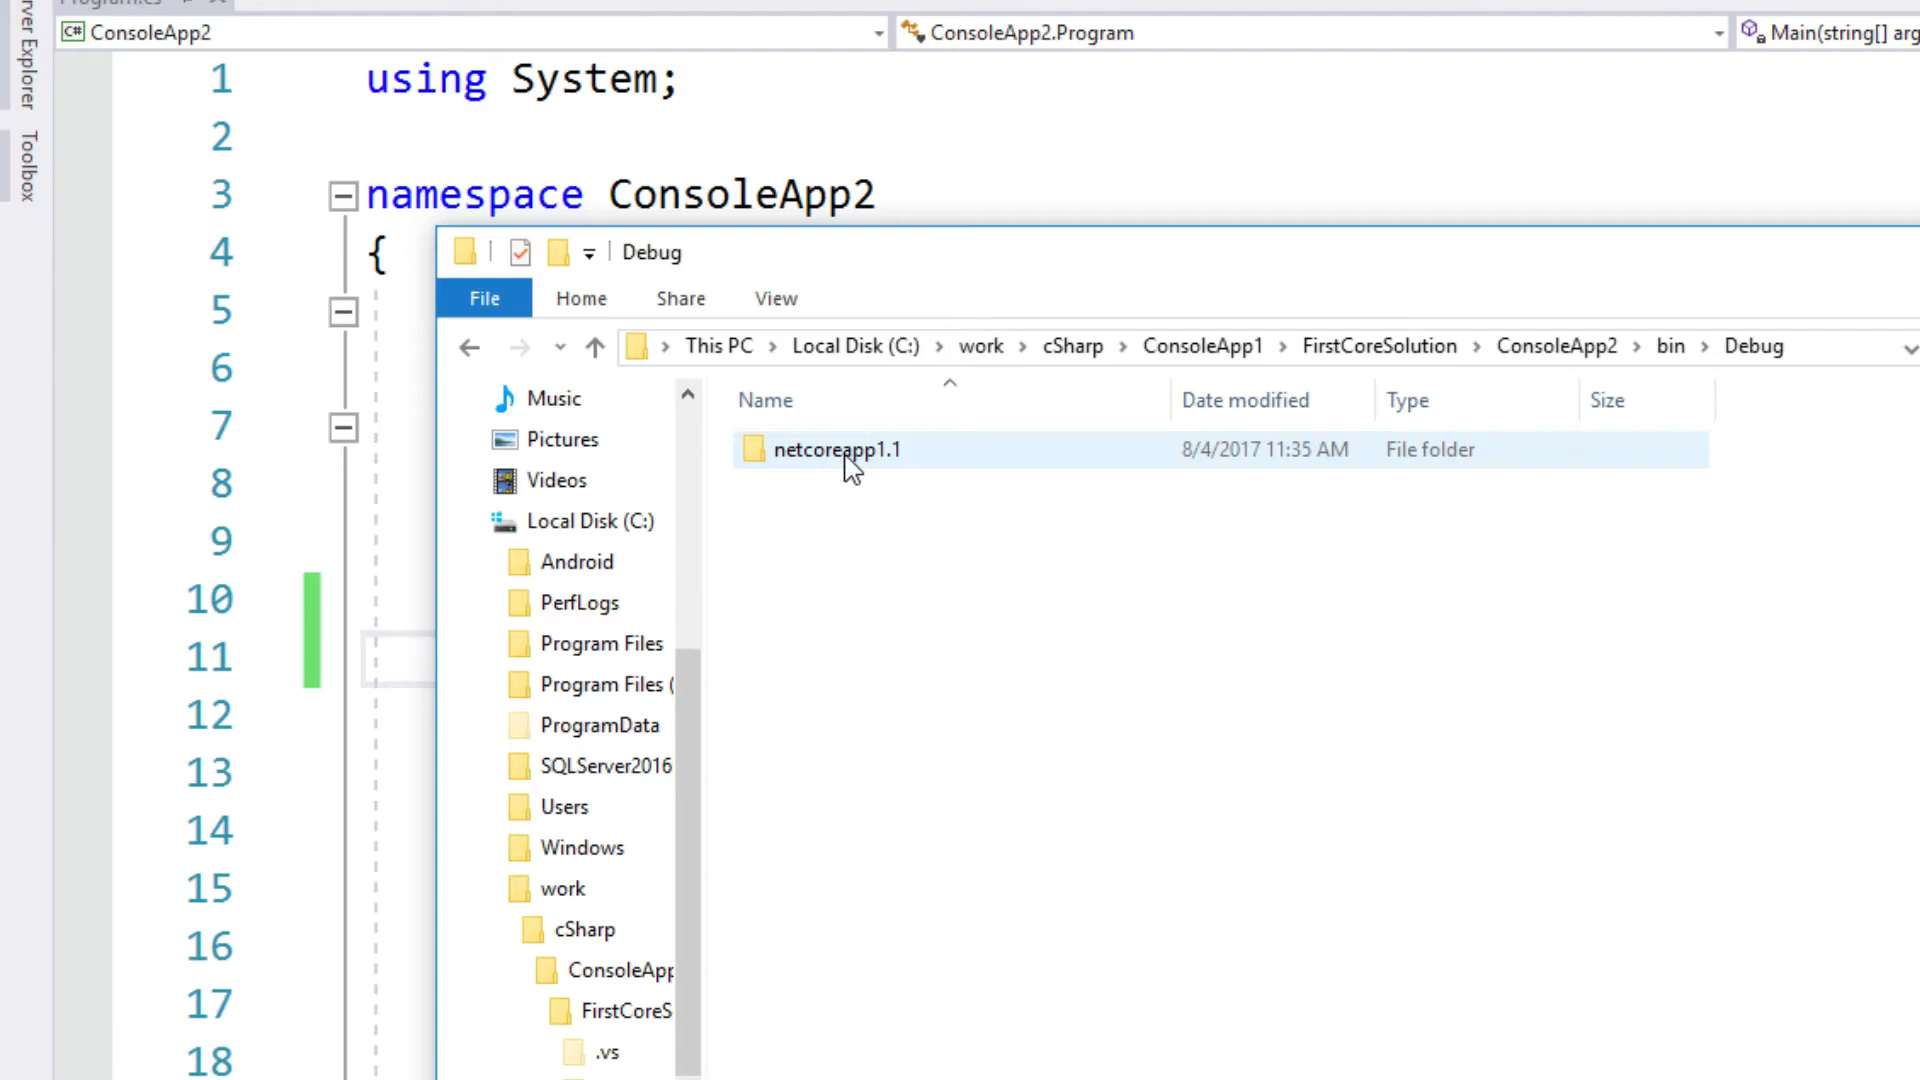 Program.cs
rver Explorer
Toolbox
C# ConsoleApp2
ConsoleApp2.Program
Main(string[] arg
1 using System;
2
3 namespace ConsoleApp2
4 {
5
6
7
8
9
10
11
12
13
14
15
16
17
18
Debug
File Home Share View
This PC > Local Disk (C:) > work > cSharp > ConsoleApp1 > FirstCoreSolution > ConsoleApp2 > bin > Debug
Name Date modified Type Size
netcoreapp1.1 8/4/2017 11:35 AM File folder
Music
Pictures
Videos
Local Disk (C:)
Android
PerfLogs
Program Files
Program Files (
ProgramData
SQLServer2016
Users
Windows
work
cSharp
ConsoleApp
FirstCoreS
.vs